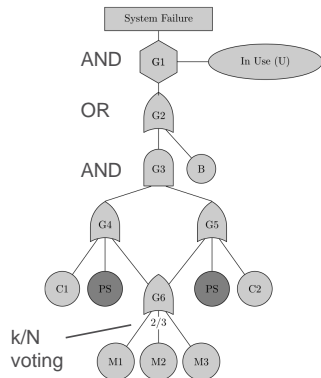 System Failure
AND
G1
In Use (U)
OR
G2
AND
G3
B
G4
G5
C1
PS
G6
PS
C2
2/3
k/N
voting
M1
M2
M3